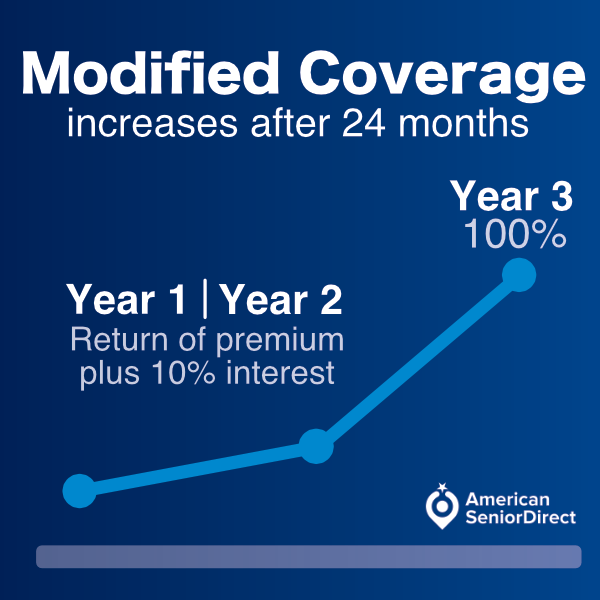 Modified Coverage
increases after 24 months
Year 3
100%
Year 1 | Year 2
Return of premium
plus 10% interest
American
SeniorDirect